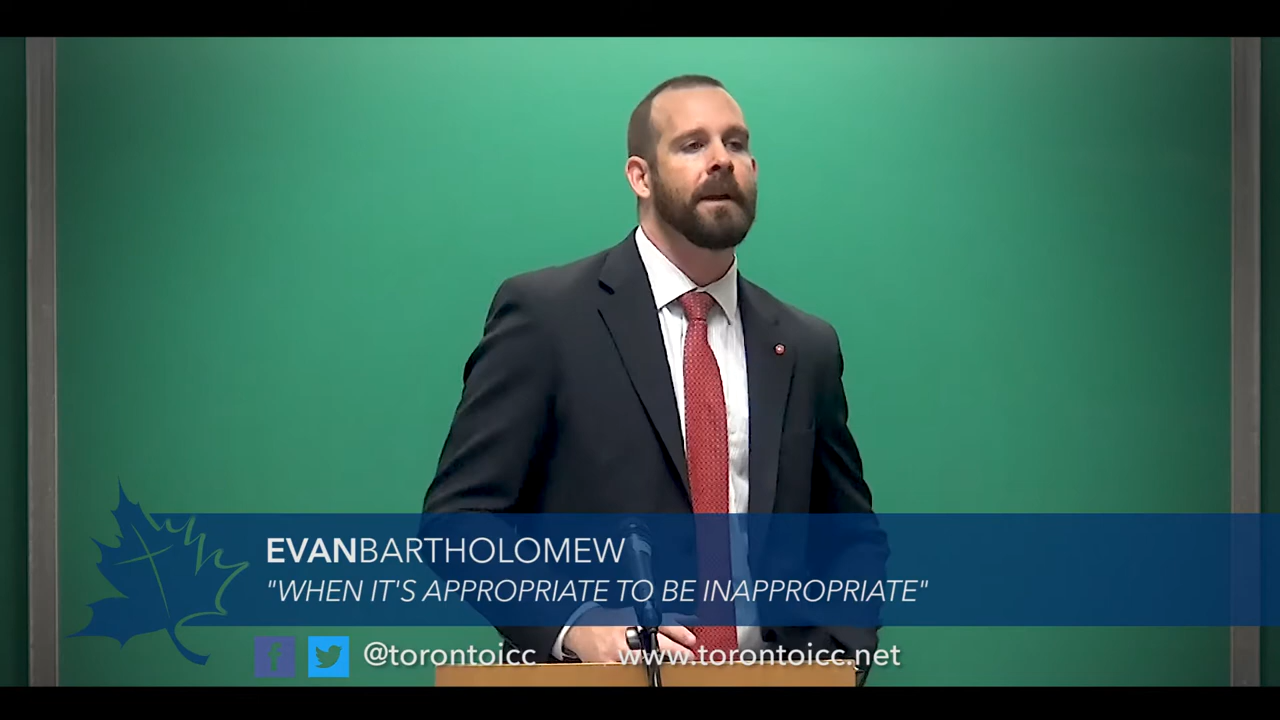 EVANBARTHOLOMEW
"WHEN IT'S APPROPRIATE TO BE INAPPROPRIATE"
@torontoicc www.torontoicc.net